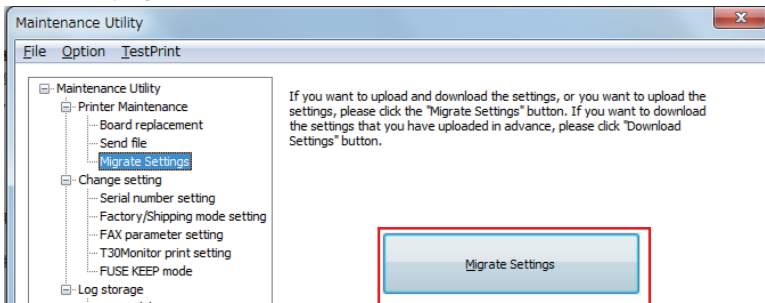 Maintenance Utility
File Option TestPrint
Maintenance Utility
Printer Maintenance
Board replacement
Send file
Migrate Settings
Change setting
Serial number setting
Factory/Shipping mode setting
FAX parameter setting
T30Monitor print setting
FUSE KEEP mode
Log storage
If you want to upload and download the settings, or you want to upload the
settings, please click the "Migrate Settings" button. If you want to download
the settings that you have uploaded in advance, please click "Download
Settings" button.
Migrate Settings